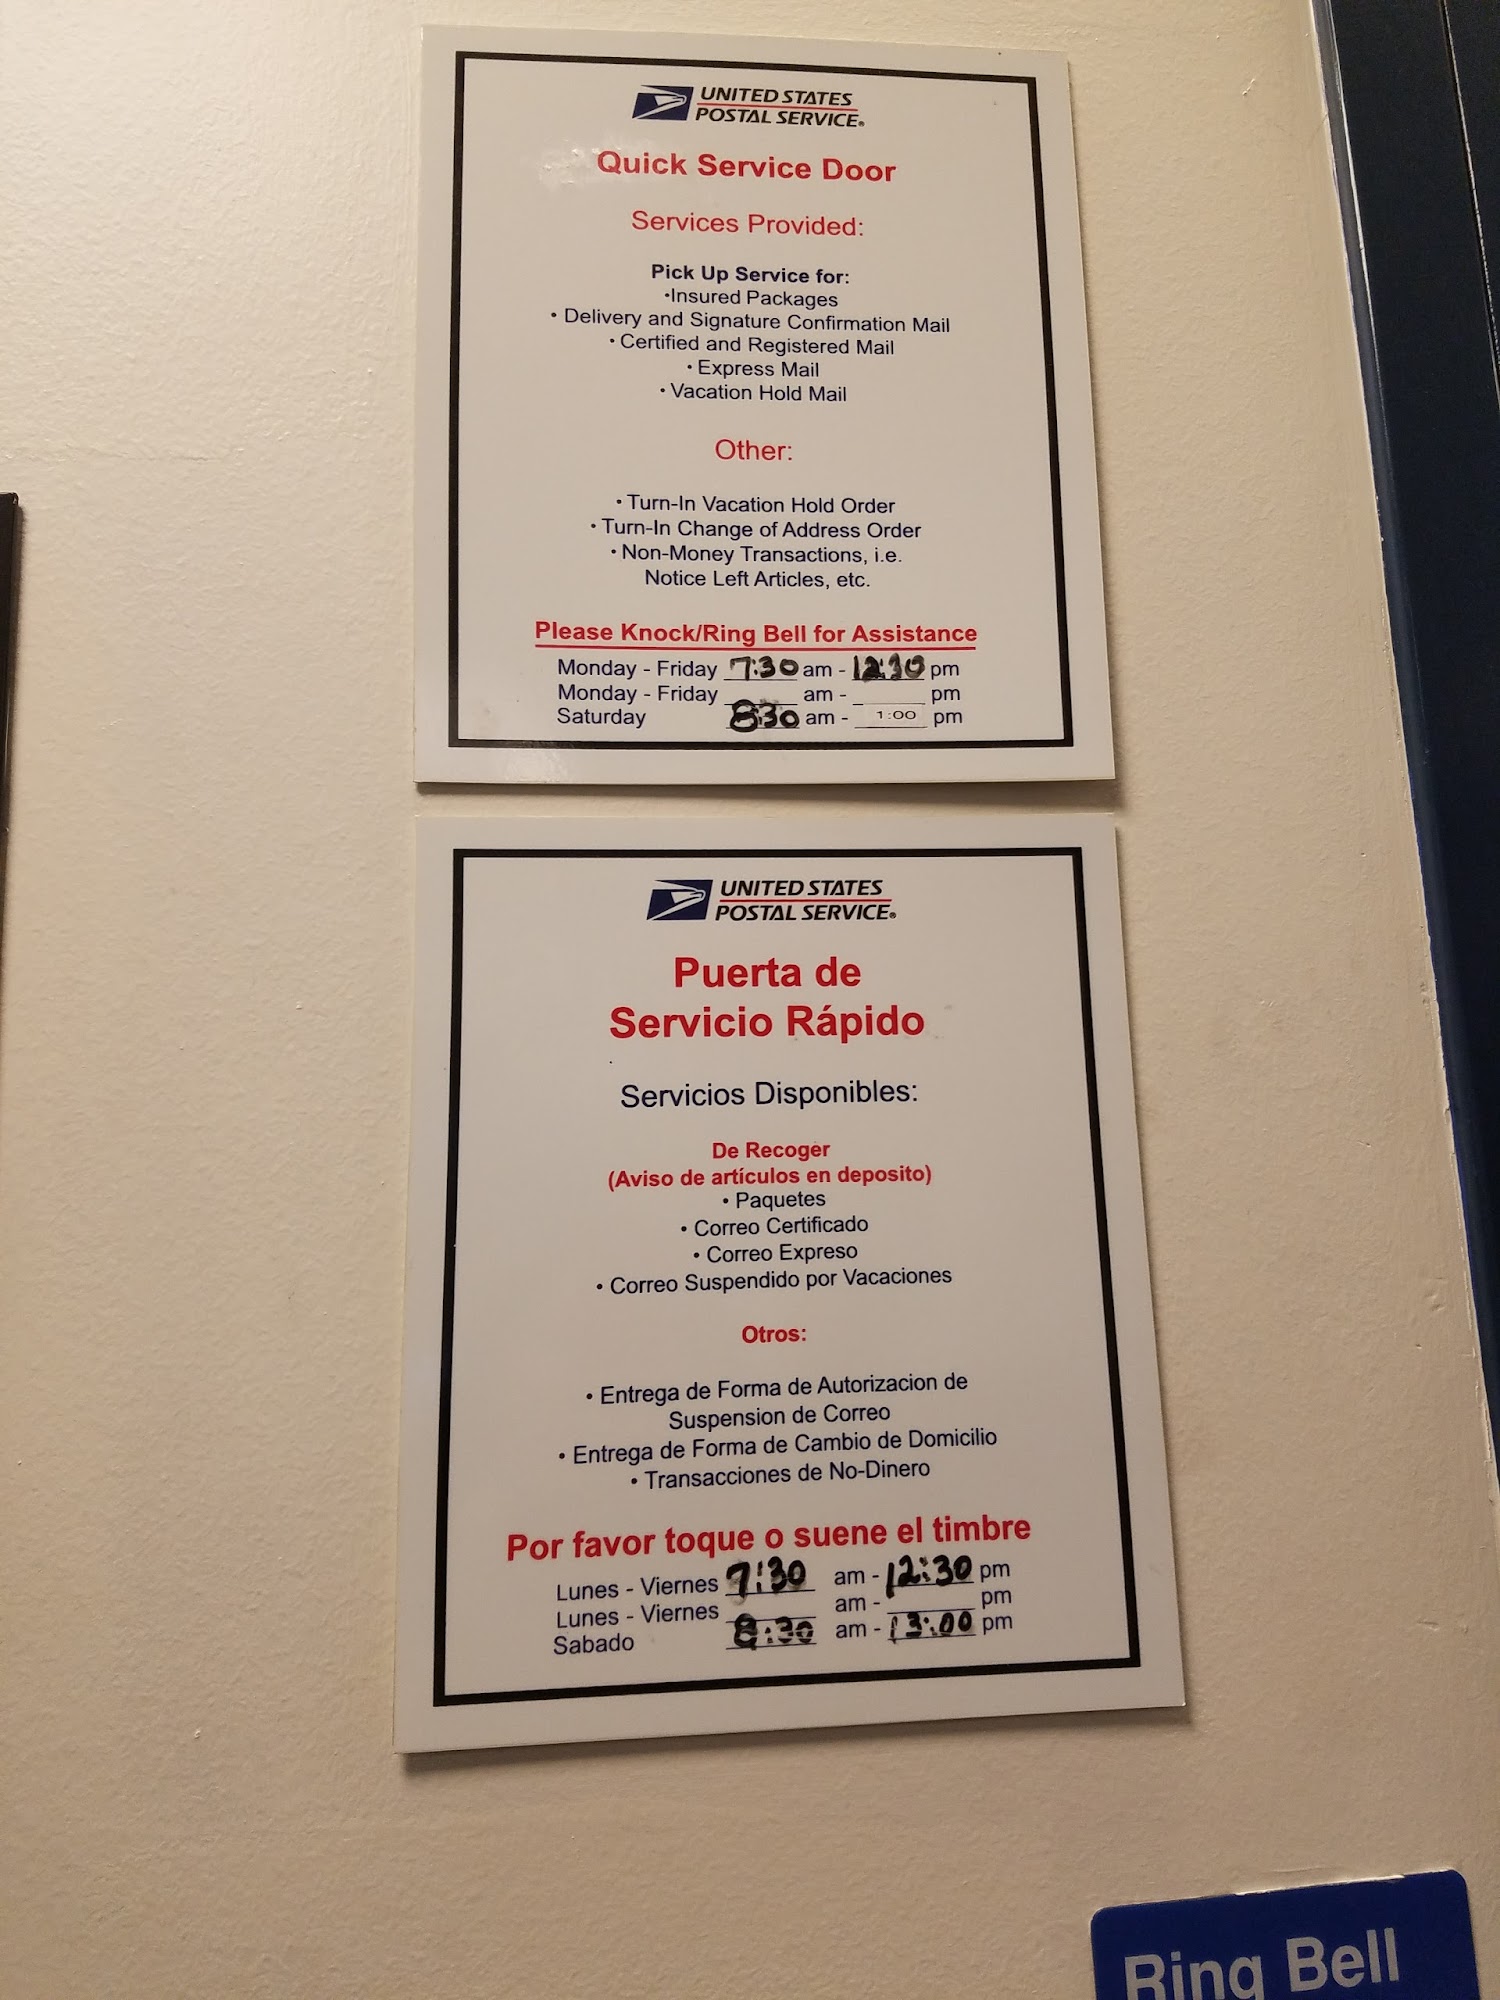 UNITED STATES
POSTAL SERVICE®
Quick Service Door
Services Provided:
Pick Up Service for:
•Insured Packages
• Delivery and Signature Confirmation Mail
• Certified and Registered Mail
• Express Mail
• Vacation Hold Mail
Other:
• Turn-In Vacation Hold Order
• Turn-In Change of Address Order
• Non-Money Transactions, i.e.
Notice Left Articles, etc.
Please Knock/Ring Bell for Assistance
Monday - Friday 7:30 am - 12:30 pm
Monday - Friday ____ am - ____ pm
Saturday 8:30 am - 1:00 pm
UNITED STATES
POSTAL SERVICE®
Puerta de
Servicio Rápido
Servicios Disponibles:
De Recoger
(Aviso de artículos en deposito)
• Paquetes
• Correo Certificado
• Correo Expreso
• Correo Suspendido por Vacaciones
Otros:
• Entrega de Forma de Autorizacion de
Suspension de Correo
• Entrega de Forma de Cambio de Domicilio
• Transacciones de No-Dinero
Por favor toque o suene el timbre
Lunes - Viernes 7:30 am - 12:30 pm
Lunes - Viernes ____ am - ____ pm
Sabado 8:30 am - 13:00 pm
Ring Bell